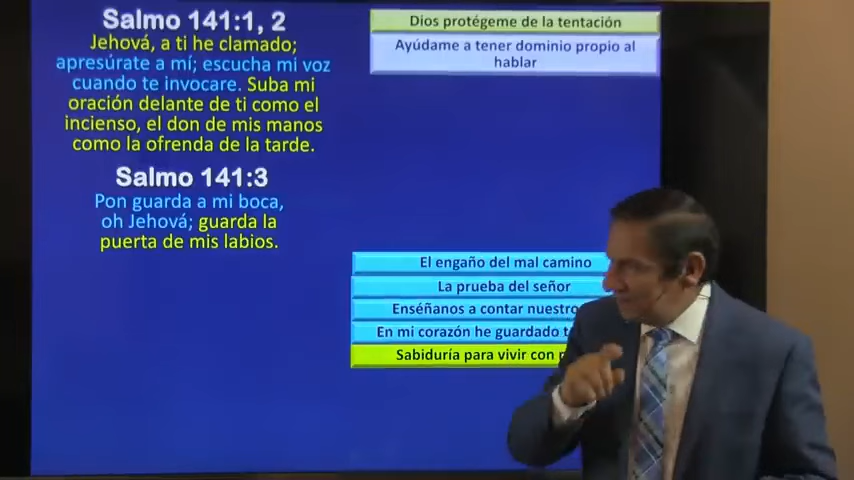 Salmo 141:1, 2
Jehová, a ti he clamado;
apresúrate a mí; escucha mi voz
cuando te invocare. Suba mi
oración delante de ti como el
incienso, el don de mis manos
como la ofrenda de la tarde.
Salmo 141:3
Pon guarda a mi boca,
oh Jehová; guarda la
puerta de mis labios.
Dios protégeme de la tentación
Ayúdame a tener dominio propio al
hablar
El engaño del mal camino
La prueba del señor
Enséñanos a contar nuestro
En mi corazón he guardado
Sabiduría para vivir con